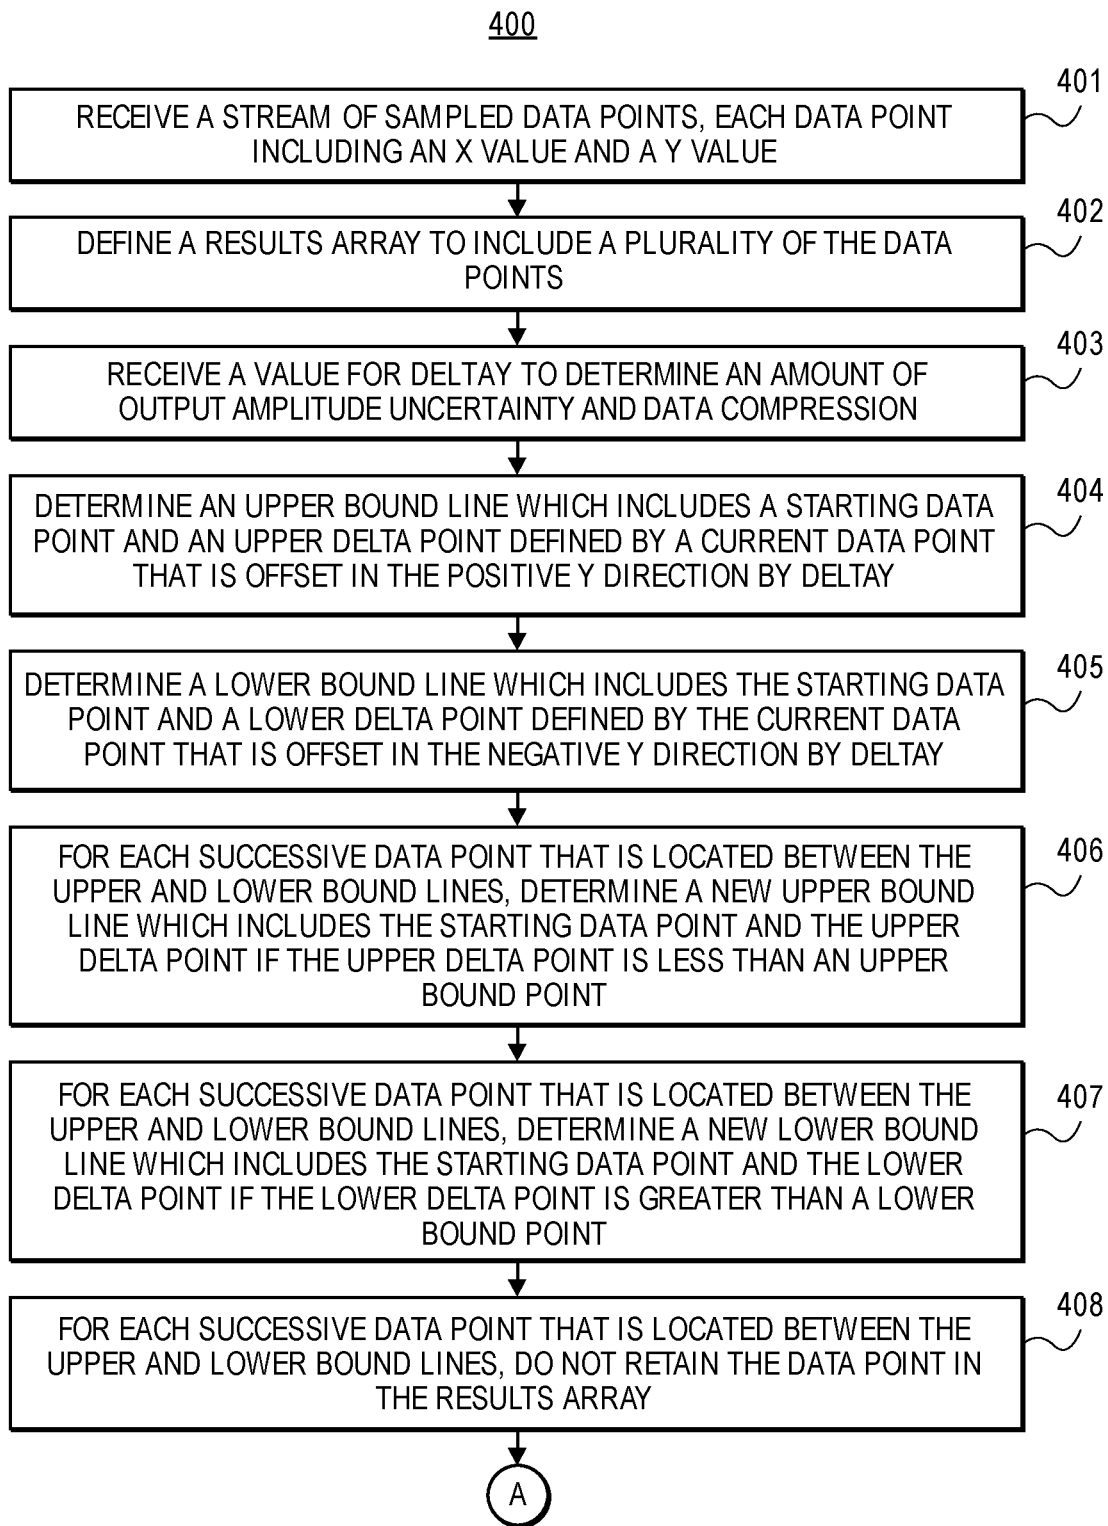 400
401
RECEIVE A STREAM OF SAMPLED DATA POINTS, EACH DATA POINT
INCLUDING AN X VALUE AND A Y VALUE
402
DEFINE A RESULTS ARRAY TO INCLUDE A PLURALITY OF THE DATA
POINTS
403
RECEIVE A VALUE FOR DELTAY TO DETERMINE AN AMOUNT OF
OUTPUT AMPLITUDE UNCERTAINTY AND DATA COMPRESSION
404
DETERMINE AN UPPER BOUND LINE WHICH INCLUDES A STARTING DATA
POINT AND AN UPPER DELTA POINT DEFINED BY A CURRENT DATA POINT
THAT IS OFFSET IN THE POSITIVE Y DIRECTION BY DELTAY
405
DETERMINE A LOWER BOUND LINE WHICH INCLUDES THE STARTING DATA
POINT AND A LOWER DELTA POINT DEFINED BY THE CURRENT DATA
POINT THAT IS OFFSET IN THE NEGATIVE Y DIRECTION BY DELTAY
406
FOR EACH SUCCESSIVE DATA POINT THAT IS LOCATED BETWEEN THE
UPPER AND LOWER BOUND LINES, DETERMINE A NEW UPPER BOUND
LINE WHICH INCLUDES THE STARTING DATA POINT AND THE UPPER
DELTA POINT IF THE UPPER DELTA POINT IS LESS THAN AN UPPER
BOUND POINT
407
FOR EACH SUCCESSIVE DATA POINT THAT IS LOCATED BETWEEN THE
UPPER AND LOWER BOUND LINES, DETERMINE A NEW LOWER BOUND
LINE WHICH INCLUDES THE STARTING DATA POINT AND THE LOWER
DELTA POINT IF THE LOWER DELTA POINT IS GREATER THAN A LOWER
BOUND POINT
408
FOR EACH SUCCESSIVE DATA POINT THAT IS LOCATED BETWEEN THE
UPPER AND LOWER BOUND LINES, DO NOT RETAIN THE DATA POINT IN
THE RESULTS ARRAY
A